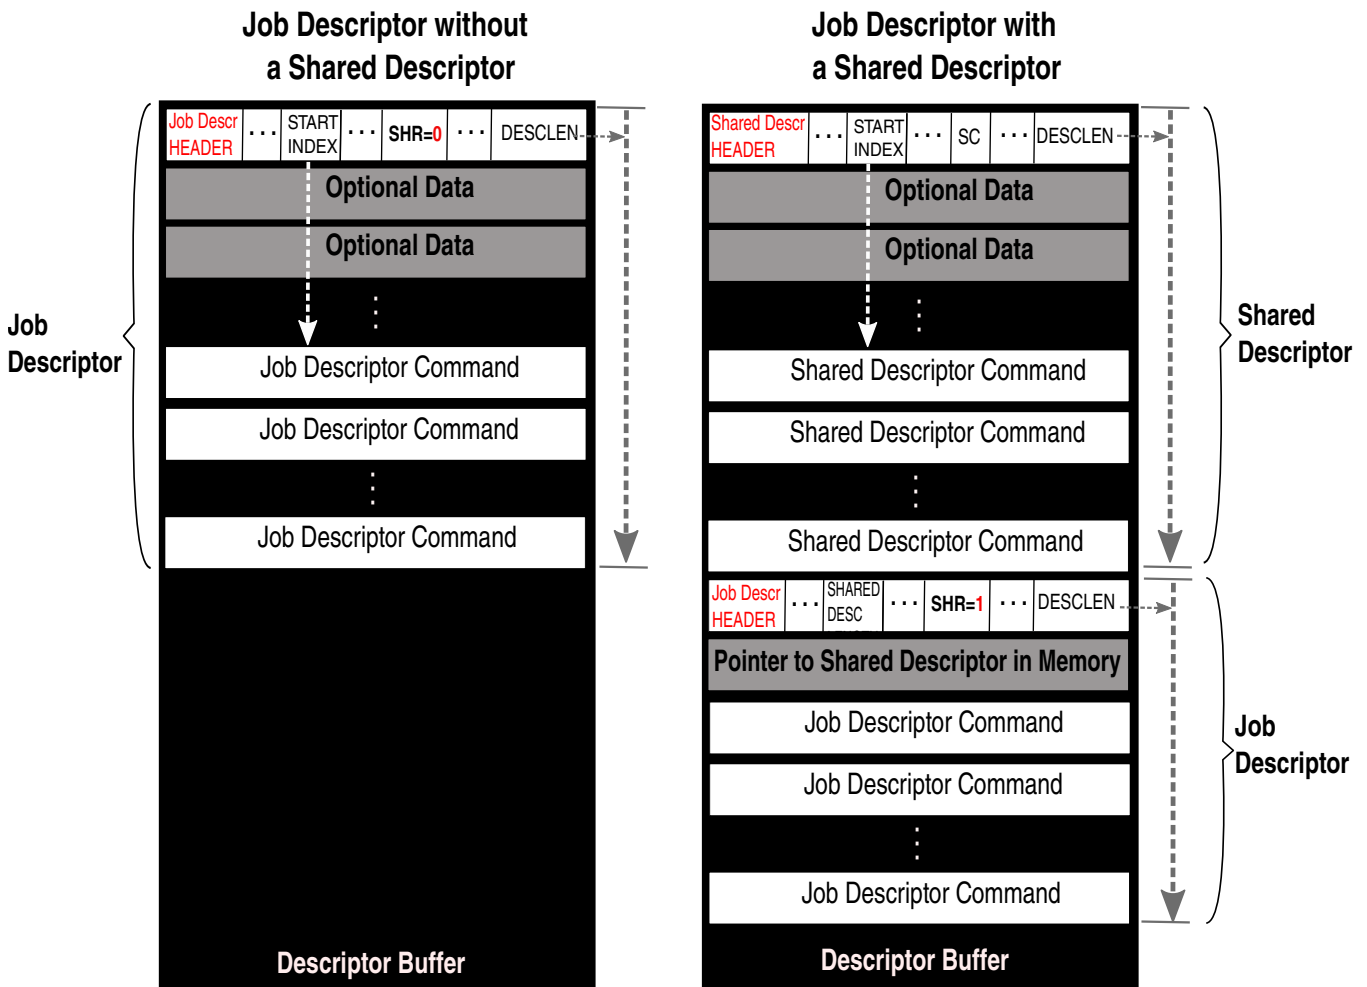 Job Descriptor without
a Shared Descriptor
Job Descr
HEADER
...
START
INDEX
...
SHR=0
...
DESCLEN
Optional Data
Optional Data
...
Job Descriptor Command
Job Descriptor Command
...
Job Descriptor Command
Descriptor Buffer
Job
Descriptor
Job Descriptor with
a Shared Descriptor
Shared Descr
HEADER
...
START
INDEX
...
SC
...
DESCLEN
Optional Data
Optional Data
...
Shared Descriptor Command
Shared Descriptor Command
...
Shared Descriptor Command
Shared
Descriptor
Job Descr
HEADER
...
SHARED
DESC
...
SHR=1
...
DESCLEN
Pointer to Shared Descriptor in Memory
Job Descriptor Command
Job Descriptor Command
...
Job Descriptor Command
Job
Descriptor
Descriptor Buffer